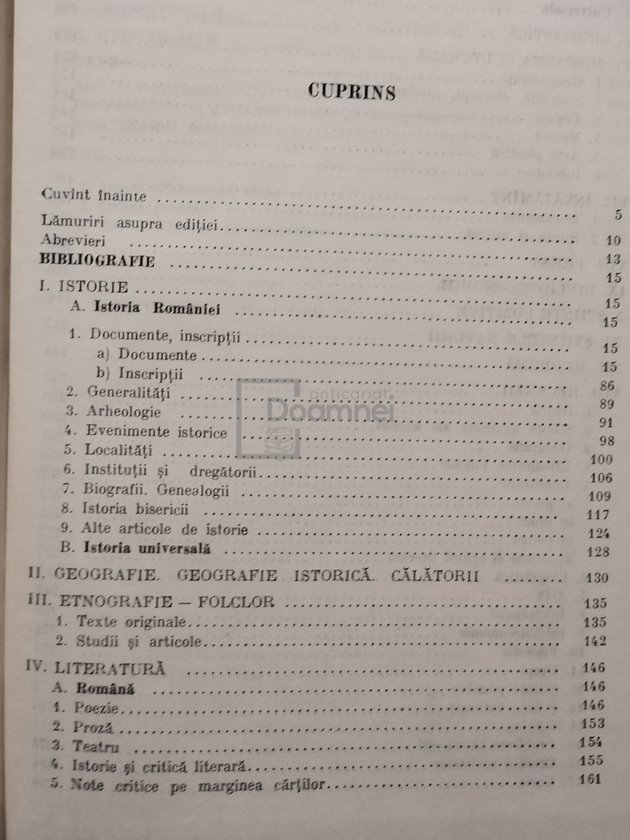 CUPRINS
Cuvînt înainte ........ 5
Lămuriri asupra ediției ........ 10
Abrevieri ........ 13
BIBLIOGRAFIE ........ 15
I. ISTORIE ........ 15
A. Istoria României ........ 15
1. Documente, inscripții ........ 15
a) Documente ........ 15
b) Inscripții ........ 86
2. Generalități ........ 89
3. Arheologie ........ 91
4. Evenimente istorice ........ 98
5. Localități ........ 100
6. Instituții și dregătorii ........ 106
7. Biografii. Genealogii ........ 109
8. Istoria bisericii ........ 117
9. Alte articole de istorie ........ 124
B. Istoria universală ........ 128
II. GEOGRAFIE. GEOGRAFIE ISTORICĂ. CĂLĂTORII ........ 130
III. ETNOGRAFIE – FOLCLOR ........ 135
1. Texte originale ........ 135
2. Studii și articole ........ 142
IV. LITERATURĂ ........ 146
A. Română ........ 146
1. Poezie ........ 146
2. Proză ........ 153
3. Teatru ........ 154
4. Istorie și critică literară ........ 155
5. Note critice pe marginea cărților ........ 161
anticariat
Doamnei